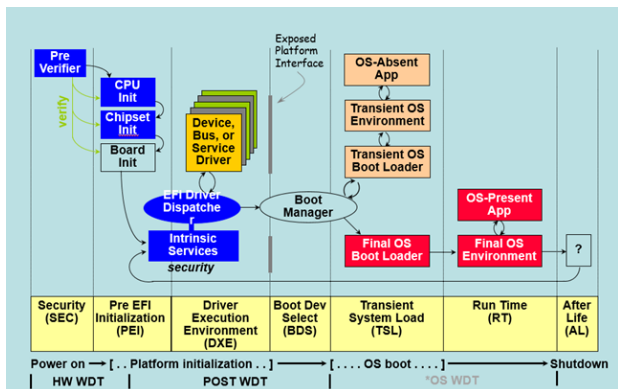 Pre
Verifier
verify
CPU
Init
Chipset
Init
Board
Init
Device,
Bus, or
Service
Driver
EFI Driver
Dispatche
r
Intrinsic
Services
security
Exposed
Platform
Interface
Boot
Manager
OS-Absent
App
Transient OS
Environment
Transient OS
Boot Loader
Final OS
Boot Loader
OS-Present
App
Final OS
Environment
?
Security
(SEC)
Pre EFI
Initialization
(PEI)
Driver
Execution
Environment
(DXE)
Boot Dev
Select
(BDS)
Transient
System Load
(TSL)
Run Time
(RT)
After
Life
(AL)
Power on [ . . Platform initialization . . ] [ . . . . OS boot . . . . ] Shutdown
HW WDT POST WDT *OS WDT